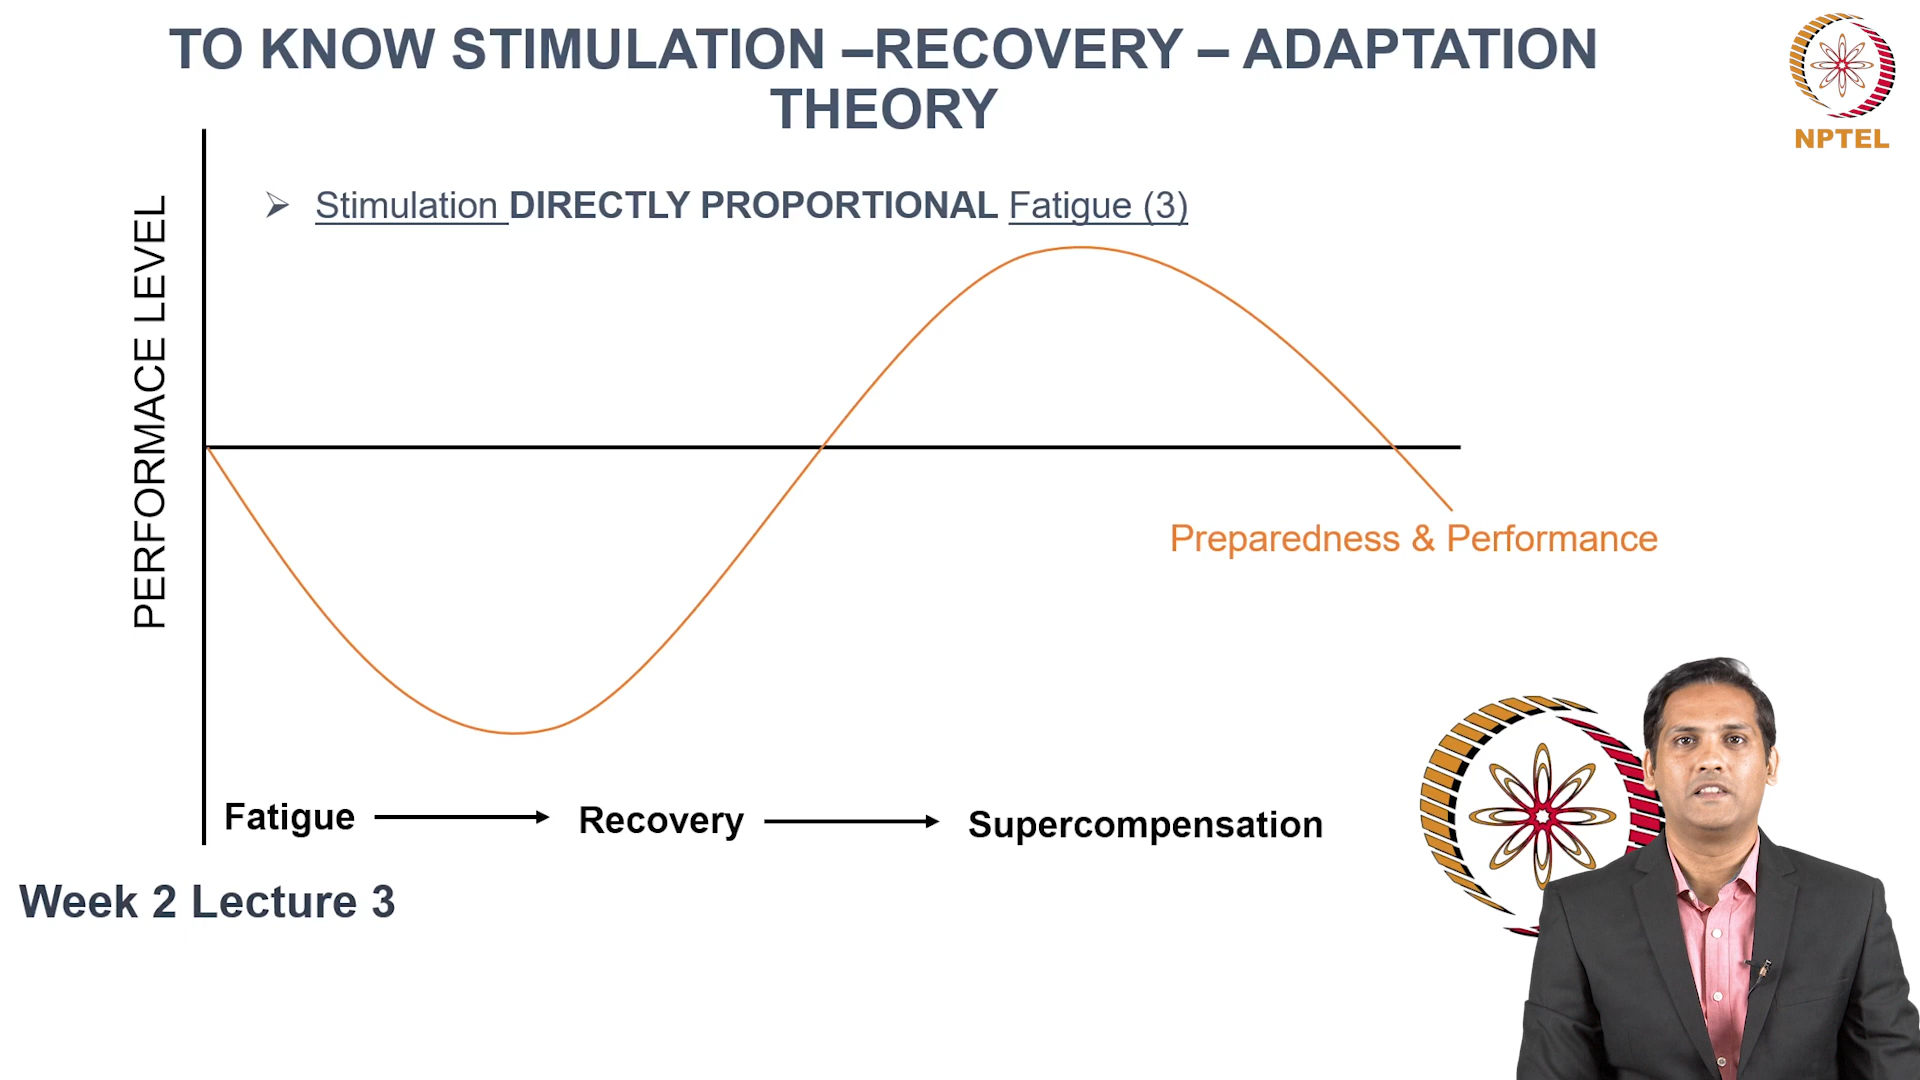 TO KNOW STIMULATION –RECOVERY – ADAPTATION
THEORY
NPTEL
➢ Stimulation DIRECTLY PROPORTIONAL Fatigue (3)
PERFORMACE LEVEL
Preparedness & Performance
Fatigue
Recovery
Supercompensation
Week 2 Lecture 3